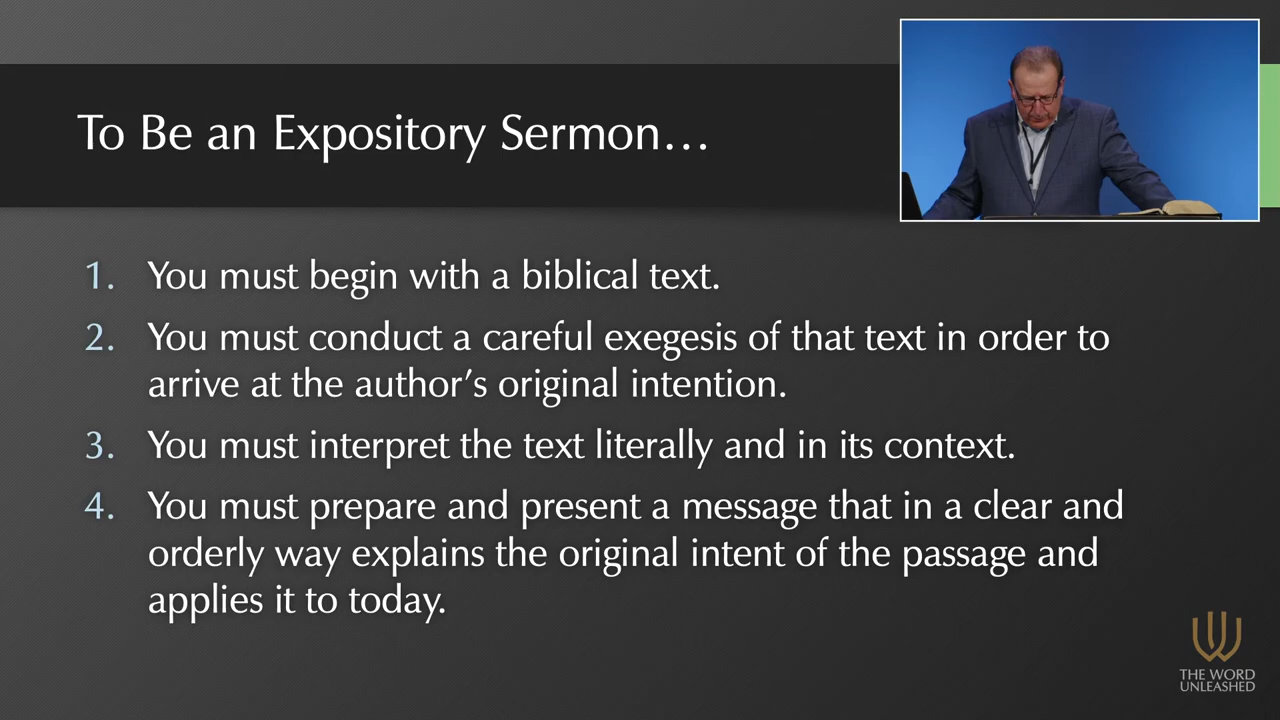 To Be an Expository Sermon…
1. You must begin with a biblical text.
2. You must conduct a careful exegesis of that text in order to
arrive at the author’s original intention.
3. You must interpret the text literally and in its context.
4. You must prepare and present a message that in a clear and
orderly way explains the original intent of the passage and
applies it to today.
THE WORD
UNLEASHED